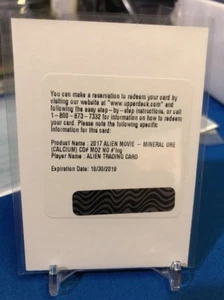 You can make a reservation to redeem your card by
visiting our website at "www.upperdeck.com" and
following the easy step-by-step instructions, or call
1-800-873-7332 for information on how to redeem
your card. Please note the following specific
information for this card:
Product Name : 2017 ALIEN MOVIE - MINERAL ORE
(CALCIUM) CD# MO2 NO #'ing
Player Name : ALIEN TRADING CARD
Expiration Date: 10/30/2019